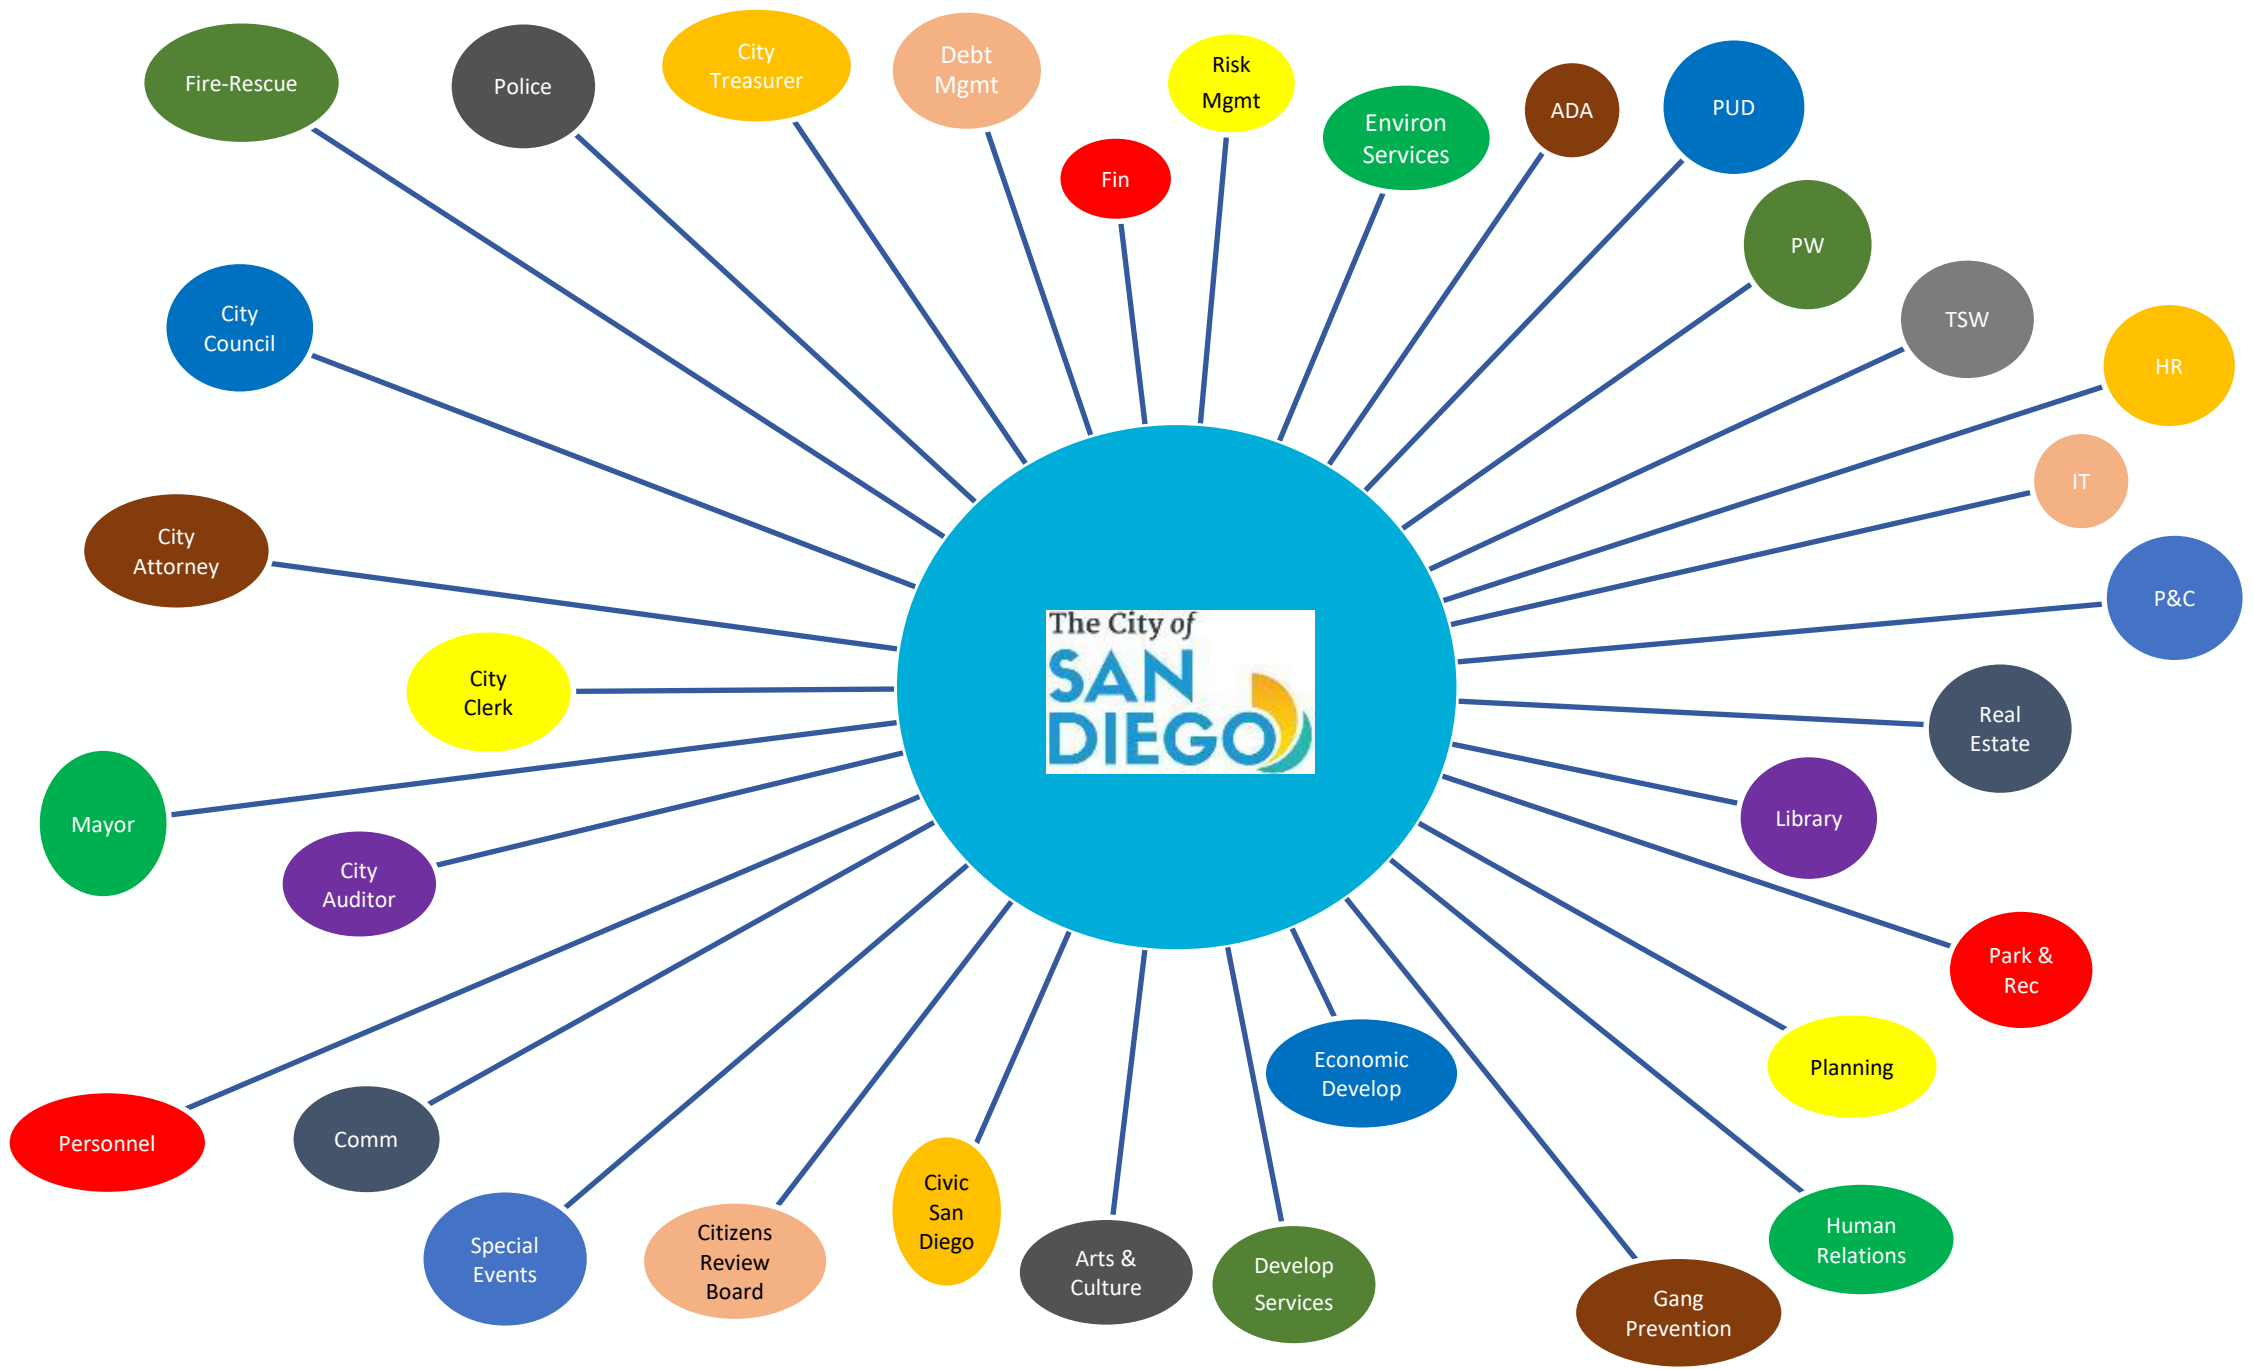 Fire-Rescue
Police
City
Treasurer
Debt
Mgmt
Fin
Risk
Mgmt
Environ
Services
ADA
PUD
PW
TSW
HR
IT
P&C
Real
Estate
Library
Park &
Rec
Planning
Human
Relations
Gang
Prevention
Economic
Develop
Develop
Services
Arts &
Culture
Civic
San
Diego
Citizens
Review
Board
Special
Events
Comm
Personnel
City
Auditor
Mayor
City
Clerk
City
Attorney
City
Council
The City of
SAN
DIEGO